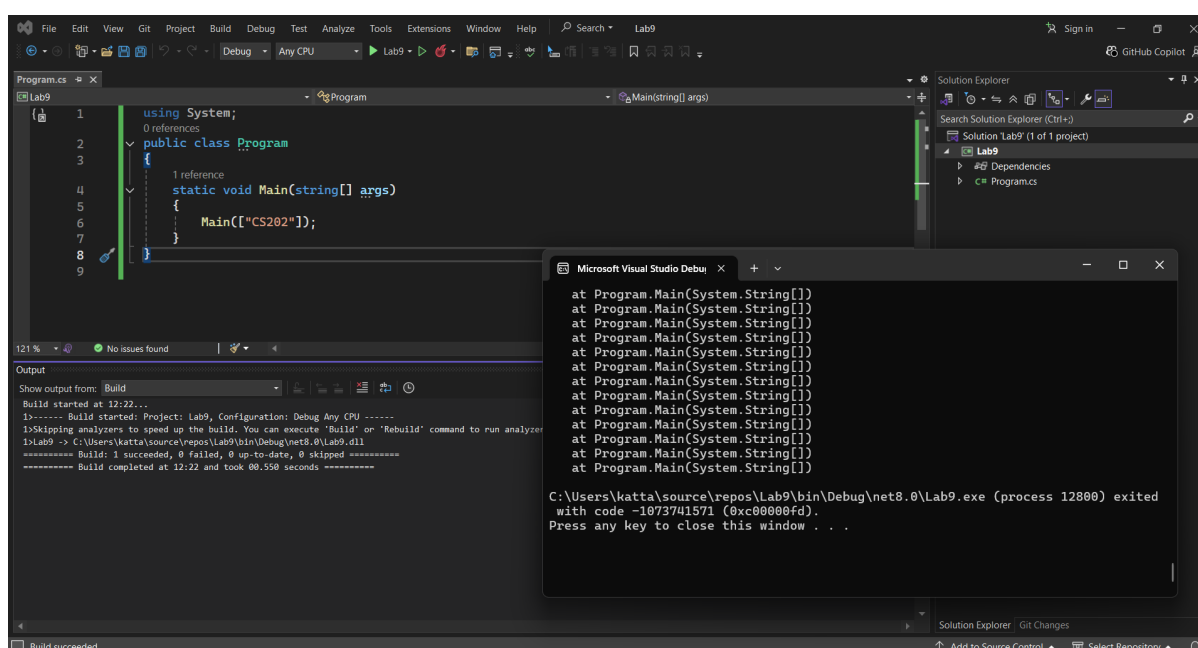 File Edit View Git Project Build Debug Test Analyze Tools Extensions Window Help Search Lab9 Sign in
Debug Any CPU Lab9 GitHub Copilot
Program.cs
Lab9 Program Main(string[] args)
1 using System;
0 references
2 public class Program
3 {
1 reference
4 static void Main(string[] args)
5 {
6 Main(["CS202"]);
7 }
8 }
9
121 % No issues found
Output
Show output from: Build
Build started at 12:22...
1>------ Build started: Project: Lab9, Configuration: Debug Any CPU ------
1>Skipping analyzers to speed up the build. You can execute 'Build' or 'Rebuild' command to run analyzer
1>Lab9 -> C:\Users\katta\source\repos\Lab9\bin\Debug\net8.0\Lab9.dll
========== Build: 1 succeeded, 0 failed, 0 up-to-date, 0 skipped ==========
========== Build completed at 12:22 and took 00.550 seconds ==========
Solution Explorer
Search Solution Explorer (Ctrl+;)
Solution 'Lab9' (1 of 1 project)
Lab9
Dependencies
C# Program.cs
Microsoft Visual Studio Debug
at Program.Main(System.String[])
at Program.Main(System.String[])
at Program.Main(System.String[])
at Program.Main(System.String[])
at Program.Main(System.String[])
at Program.Main(System.String[])
at Program.Main(System.String[])
at Program.Main(System.String[])
at Program.Main(System.String[])
at Program.Main(System.String[])
at Program.Main(System.String[])
at Program.Main(System.String[])
at Program.Main(System.String[])
C:\Users\katta\source\repos\Lab9\bin\Debug\net8.0\Lab9.exe (process 12800) exited
with code -1073741571 (0xc00000fd).
Press any key to close this window . . .
Solution Explorer Git Changes
Build succeeded Add to Source Control Select Repository